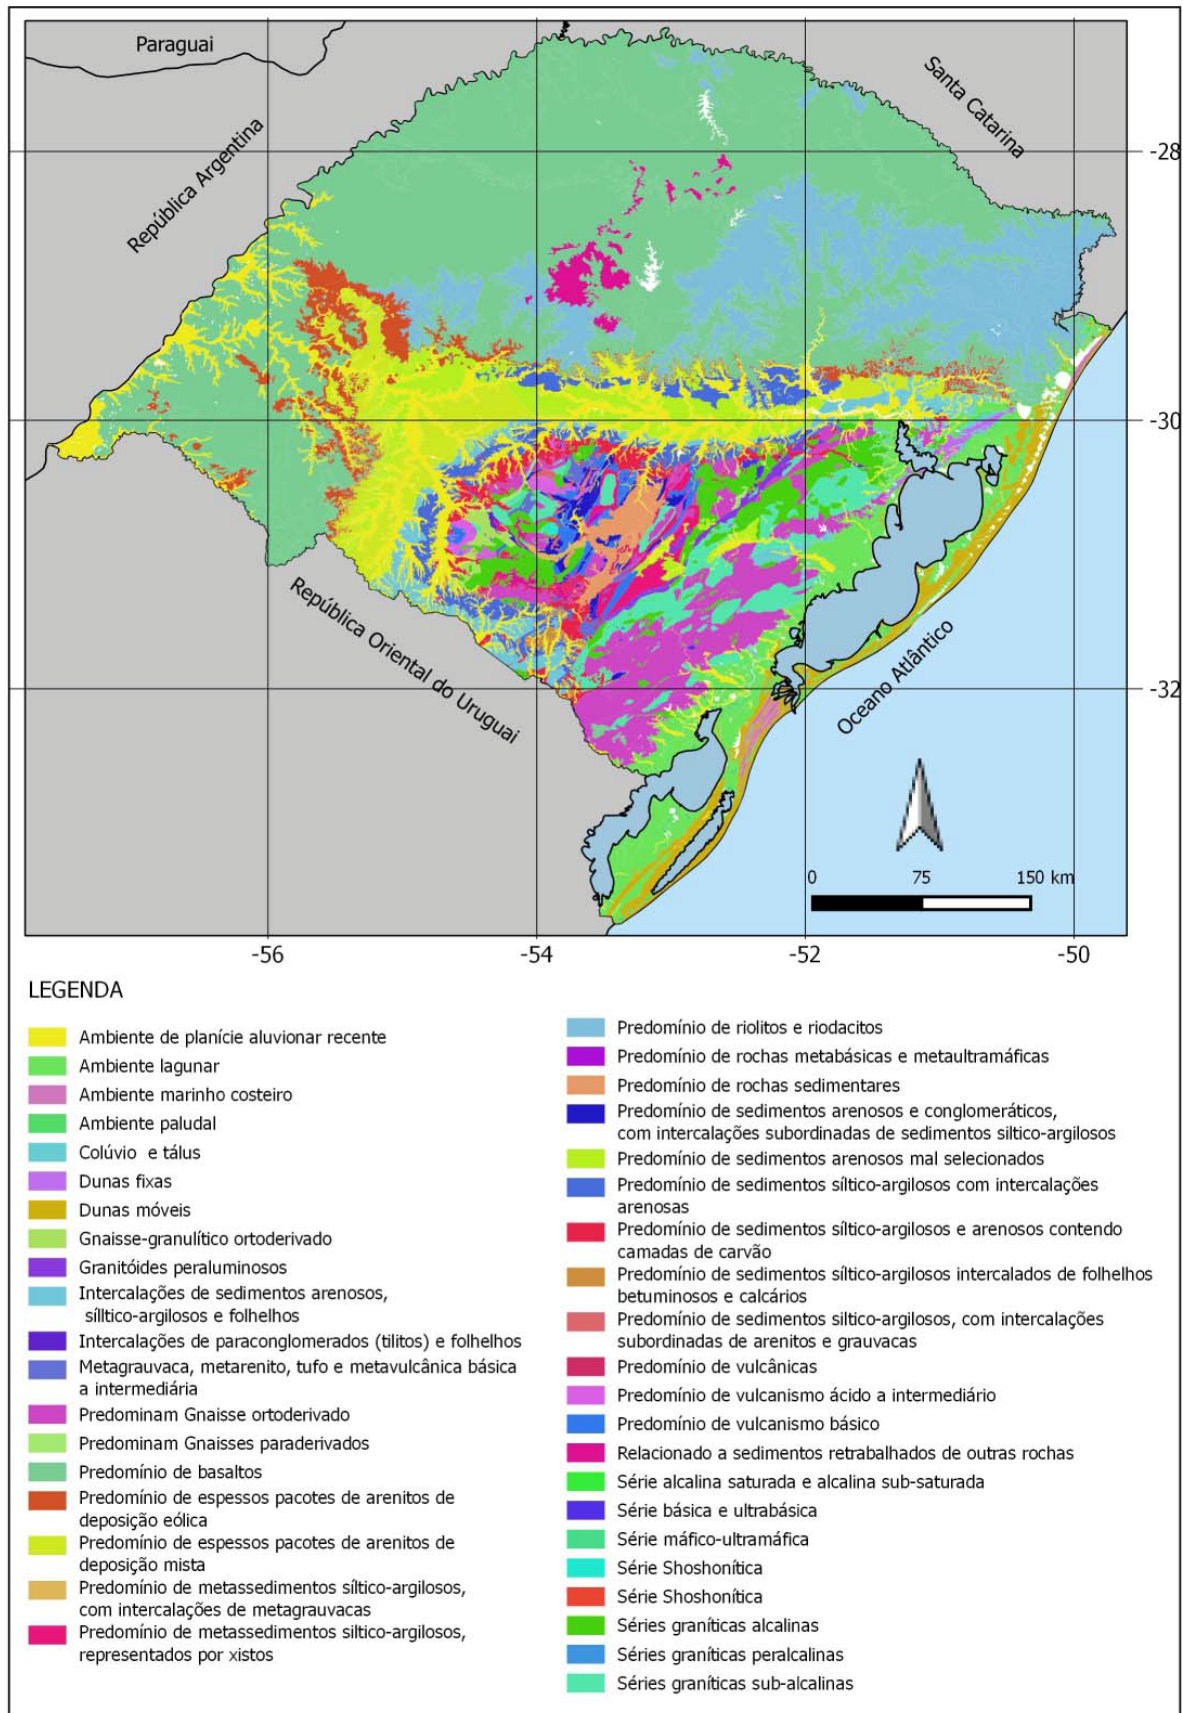 Paraguai
Santa Catarina
República Argentina
-28
-30
República Oriental do Uruguai
-32
Oceano Atlântico
0 75 150 km
-56 -54 -52 -50
LEGENDA
Ambiente de planície aluvionar recente
Ambiente lagunar
Ambiente marinho costeiro
Ambiente paludal
Colúvio e tálus
Dunas fixas
Dunas móveis
Gnaisse-granulítico ortoderivado
Granitóides peraluminosos
Intercalações de sedimentos arenosos,
sílltico-argilosos e folhelhos
Intercalações de paraconglomerados (tilitos) e folhelhos
Metagrauvaca, metarenito, tufo e metavulcânica básica
a intermediária
Predominam Gnaisse ortoderivado
Predominam Gnaisses paraderivados
Predomínio de basaltos
Predomínio de espessos pacotes de arenitos de
deposição eólica
Predomínio de espessos pacotes de arenitos de
deposição mista
Predomínio de metassedimentos síltico-argilosos,
com intercalações de metagrauvacas
Predomínio de metassedimentos siltico-argilosos,
representados por xistos
Predomínio de riolitos e riodacitos
Predomínio de rochas metabásicas e metaultramáficas
Predomínio de rochas sedimentares
Predomínio de sedimentos arenosos e conglomeráticos,
com intercalações subordinadas de sedimentos siltico-argilosos
Predomínio de sedimentos arenosos mal selecionados
Predomínio de sedimentos síltico-argilosos com intercalações
arenosas
Predomínio de sedimentos síltico-argilosos e arenosos contendo
camadas de carvão
Predomínio de sedimentos síltico-argilosos intercalados de folhelhos
betuminosos e calcários
Predomínio de sedimentos siltico-argilosos, com intercalações
subordinadas de arenitos e grauvacas
Predomínio de vulcânicas
Predomínio de vulcanismo ácido a intermediário
Predomínio de vulcanismo básico
Relacionado a sedimentos retrabalhados de outras rochas
Série alcalina saturada e alcalina sub-saturada
Série básica e ultrabásica
Série máfico-ultramáfica
Série Shoshonítica
Série Shoshonítica
Séries graníticas alcalinas
Séries graníticas peralcalinas
Séries graníticas sub-alcalinas